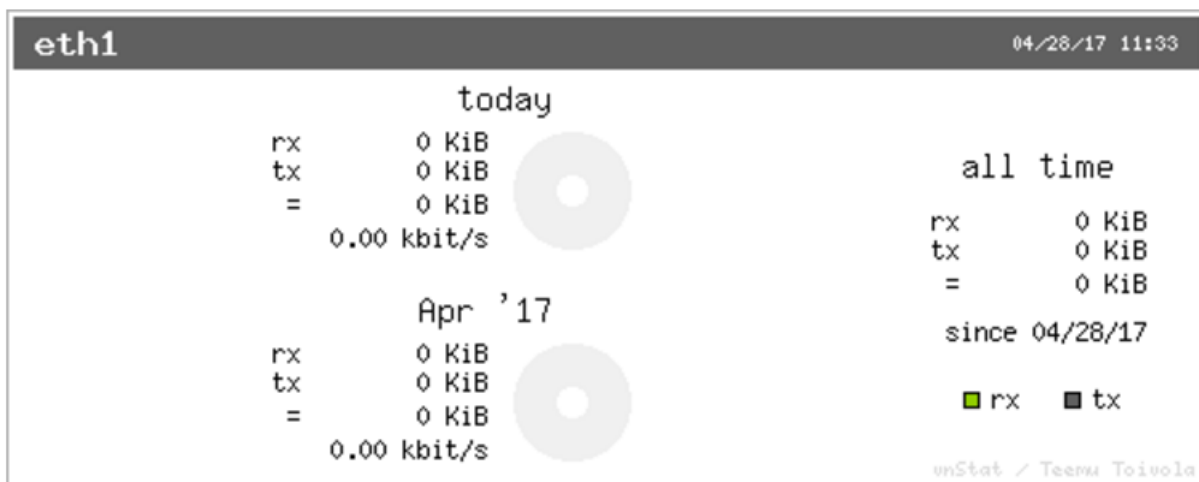 eth1 04/28/17 11:33
today
rx 0 KiB
tx 0 KiB
= 0 KiB
0.00 kbit/s
Apr '17
rx 0 KiB
tx 0 KiB
= 0 KiB
0.00 kbit/s
all time
rx 0 KiB
tx 0 KiB
= 0 KiB
since 04/28/17
rx tx
vnStat / Teemu Toivola